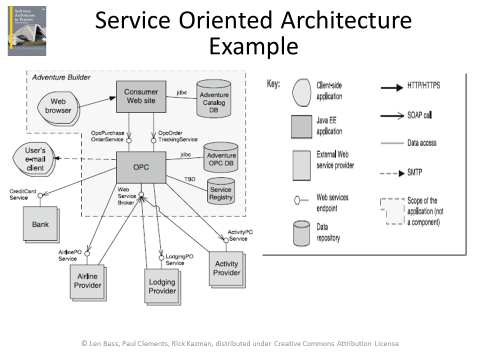 Software
Architecture
in Practice
Service Oriented Architecture
Example
Adventure Builder
Web
browser
Consumer
Web site
jdbc
Adventure
Catalog
DB
OpcPurchase
OrderService
OpcOrder
TrackingService
User's
e-mail
client
OPC
jdbc
Adventure
OPC DB
TBD
Service
Registry
CreditCard
Service
Web
Service
Broker
Bank
AirlinePO
Service
LodgingPO
Service
ActivityPO
Service
Airline
Provider
Lodging
Provider
Activity
Provider
Key:
Client-side
application
Java EE
application
External Web
service provider
Web services
endpoint
Data
repository
HTTP/HTTPS
SOAP call
Data access
SMTP
Scope of the
application (not
a component)
© Len Bass, Paul Clements, Rick Kazman, distributed under Creative Commons Attribution License